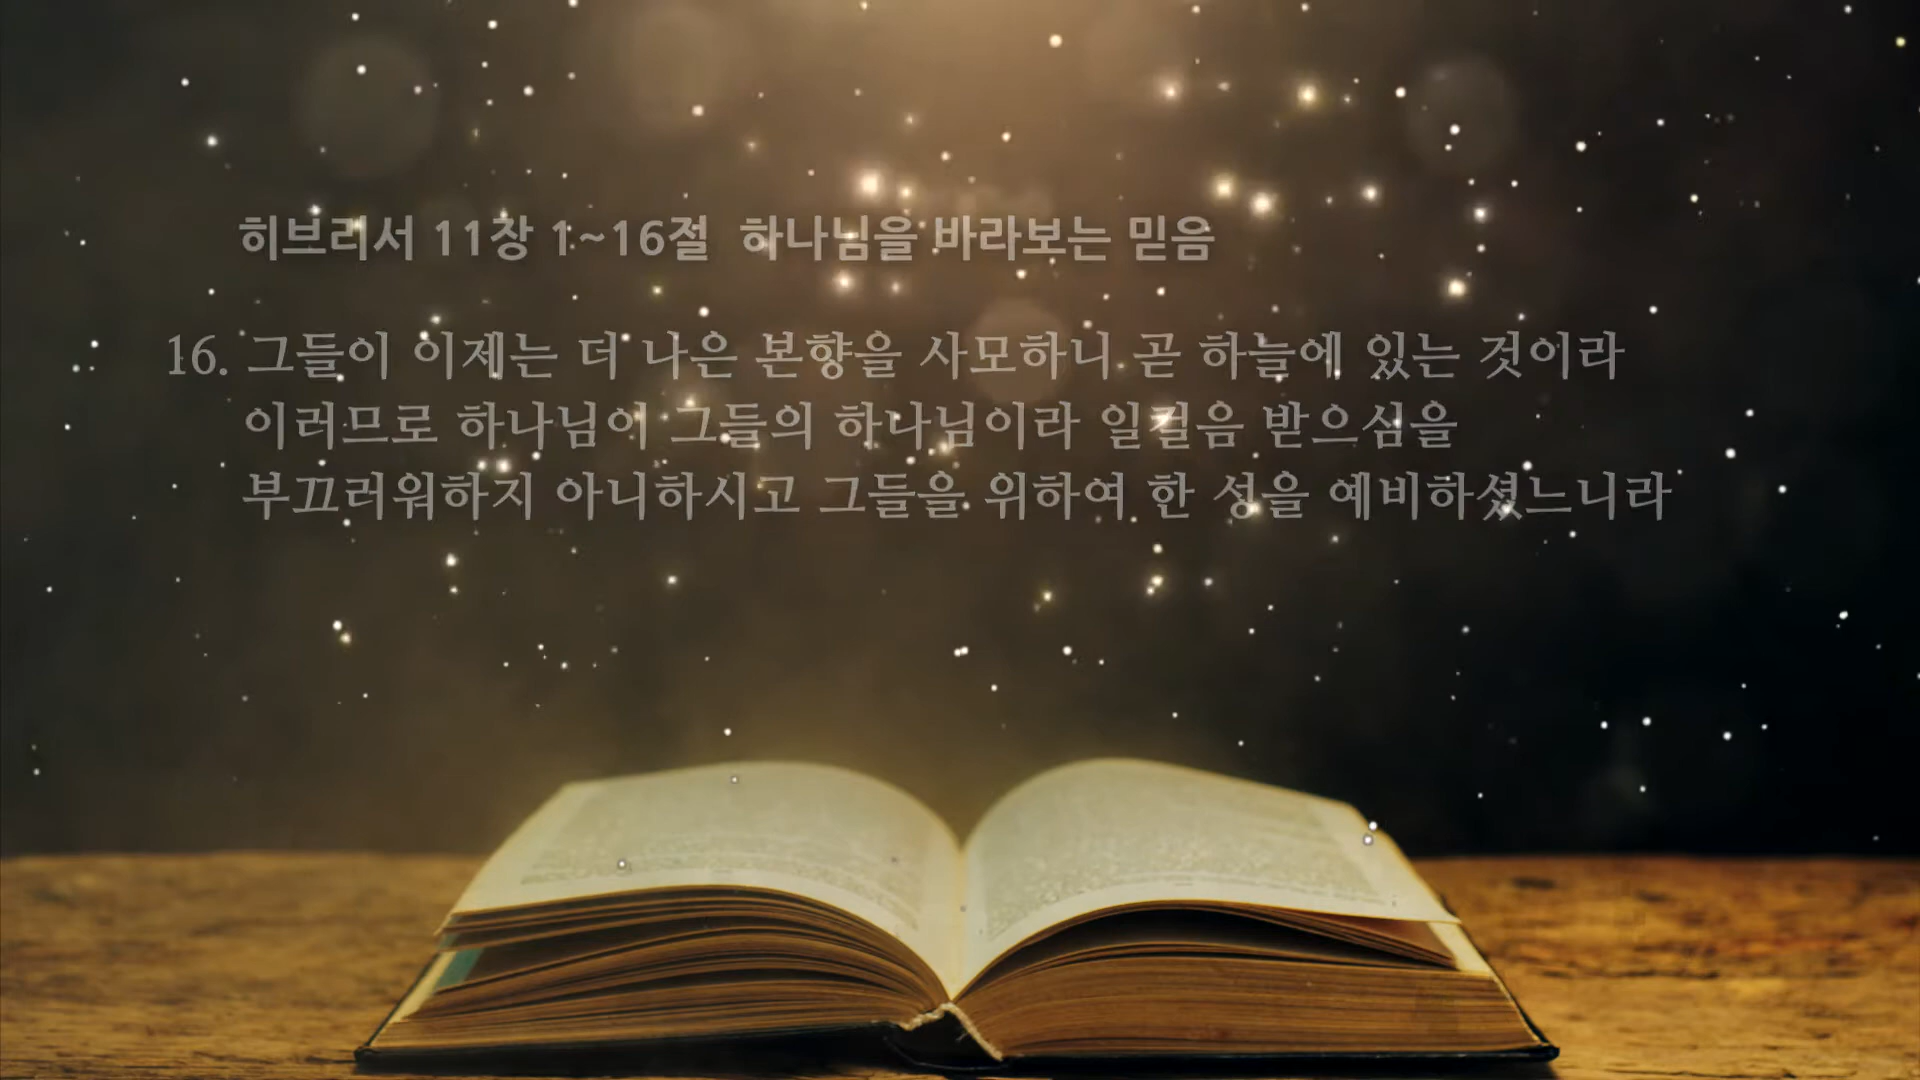 히브리서 11장 1~16절 하나님을 바라보는 믿음
16. 그들이 이제는 더 나은 본향을 사모하니 곧 하늘에 있는 것이라
이러므로 하나님이 그들의 하나님이라 일컬음 받으심을
부끄러워하지 아니하시고 그들을 위하여 한 성을 예비하셨느니라